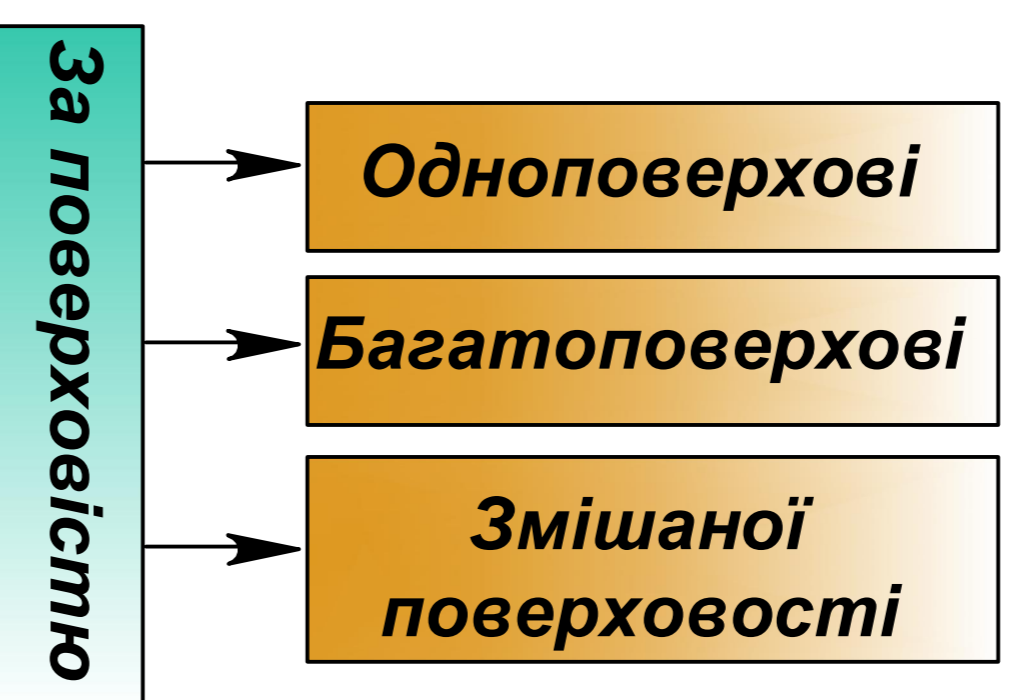 За поверховістю
Одноповерхові
Багатоповерхові
Змішаної
поверховості